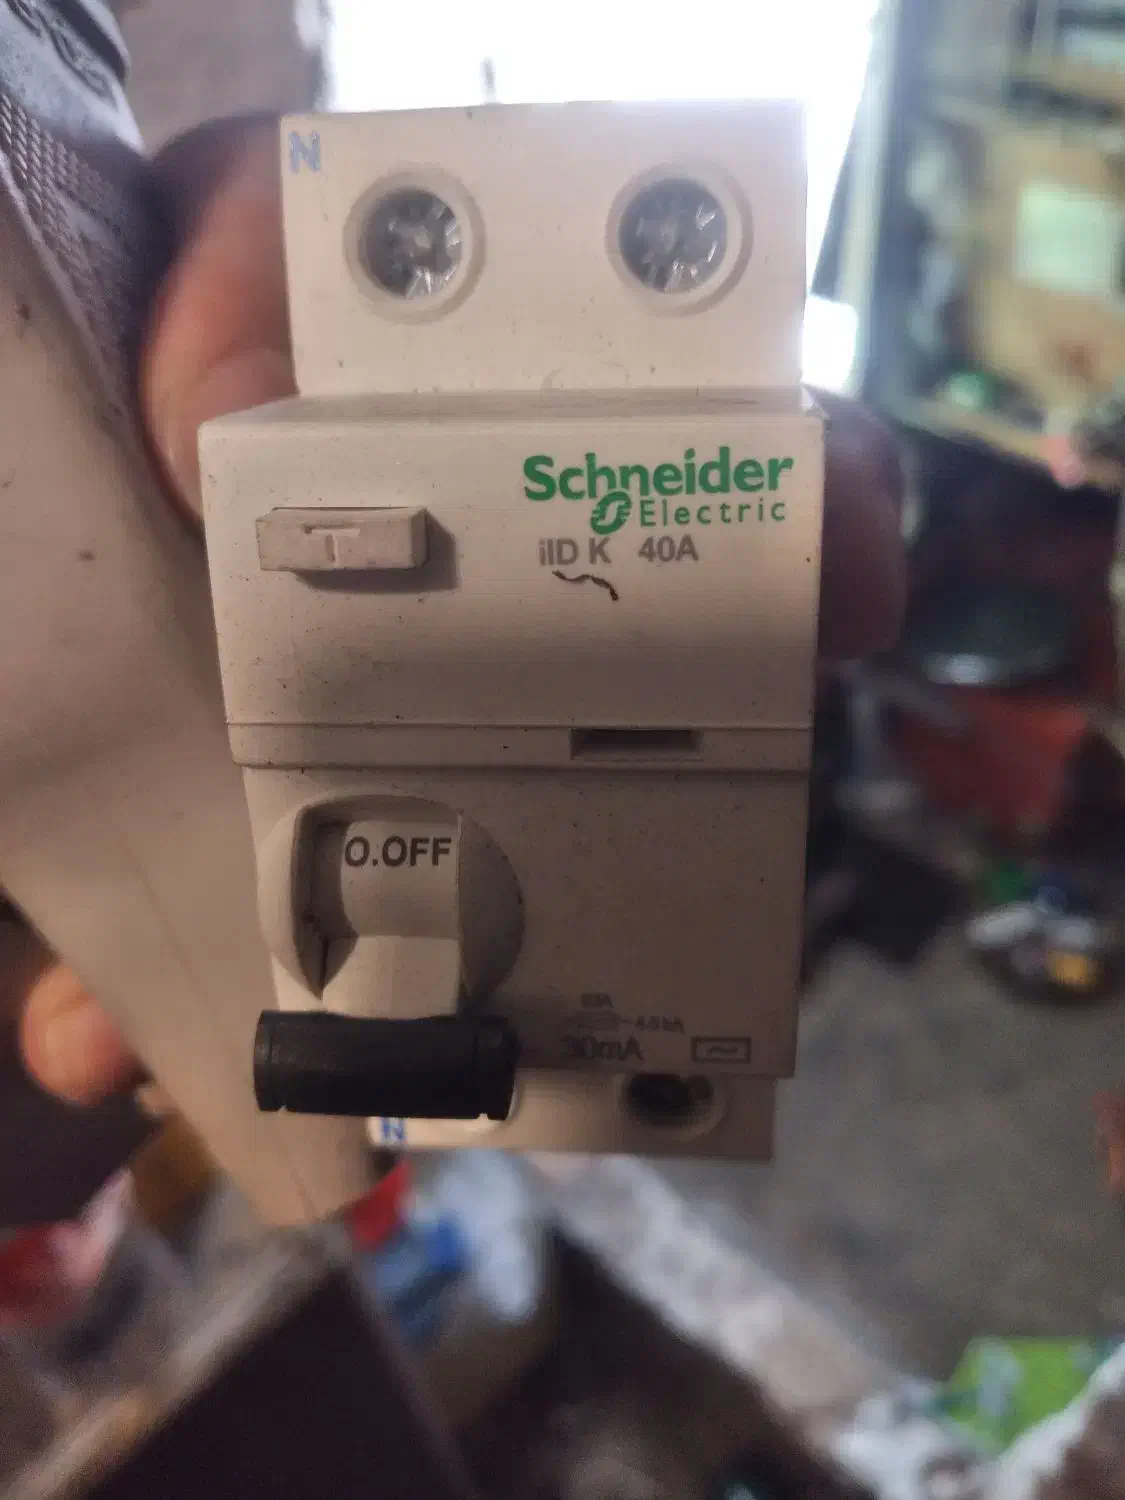 N
Schneider
Electric
iID K 40A
T
O.OFF
30mA
N